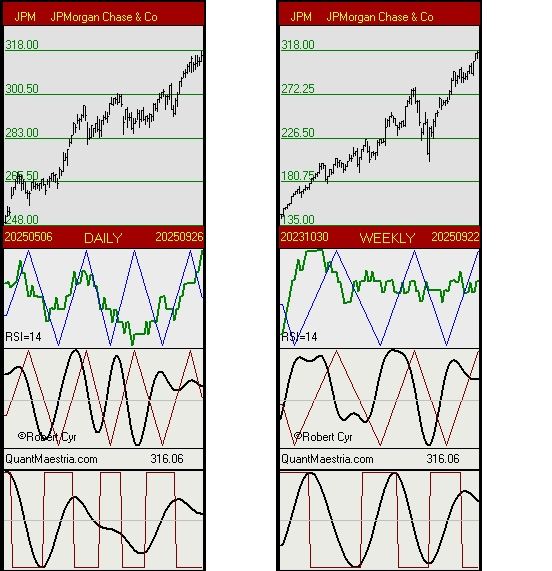 JPM JPMorgan Chase & Co
318.00
300.50
283.00
265.50
248.00
20250506 DAILY 20250926
RSI=14
©Robert Cyr
QuantMaestria.com 316.06
JPM JPMorgan Chase & Co
318.00
272.25
226.50
180.75
135.00
20231030 WEEKLY 20250922
RSI=14
©Robert Cyr
QuantMaestria.com 316.06